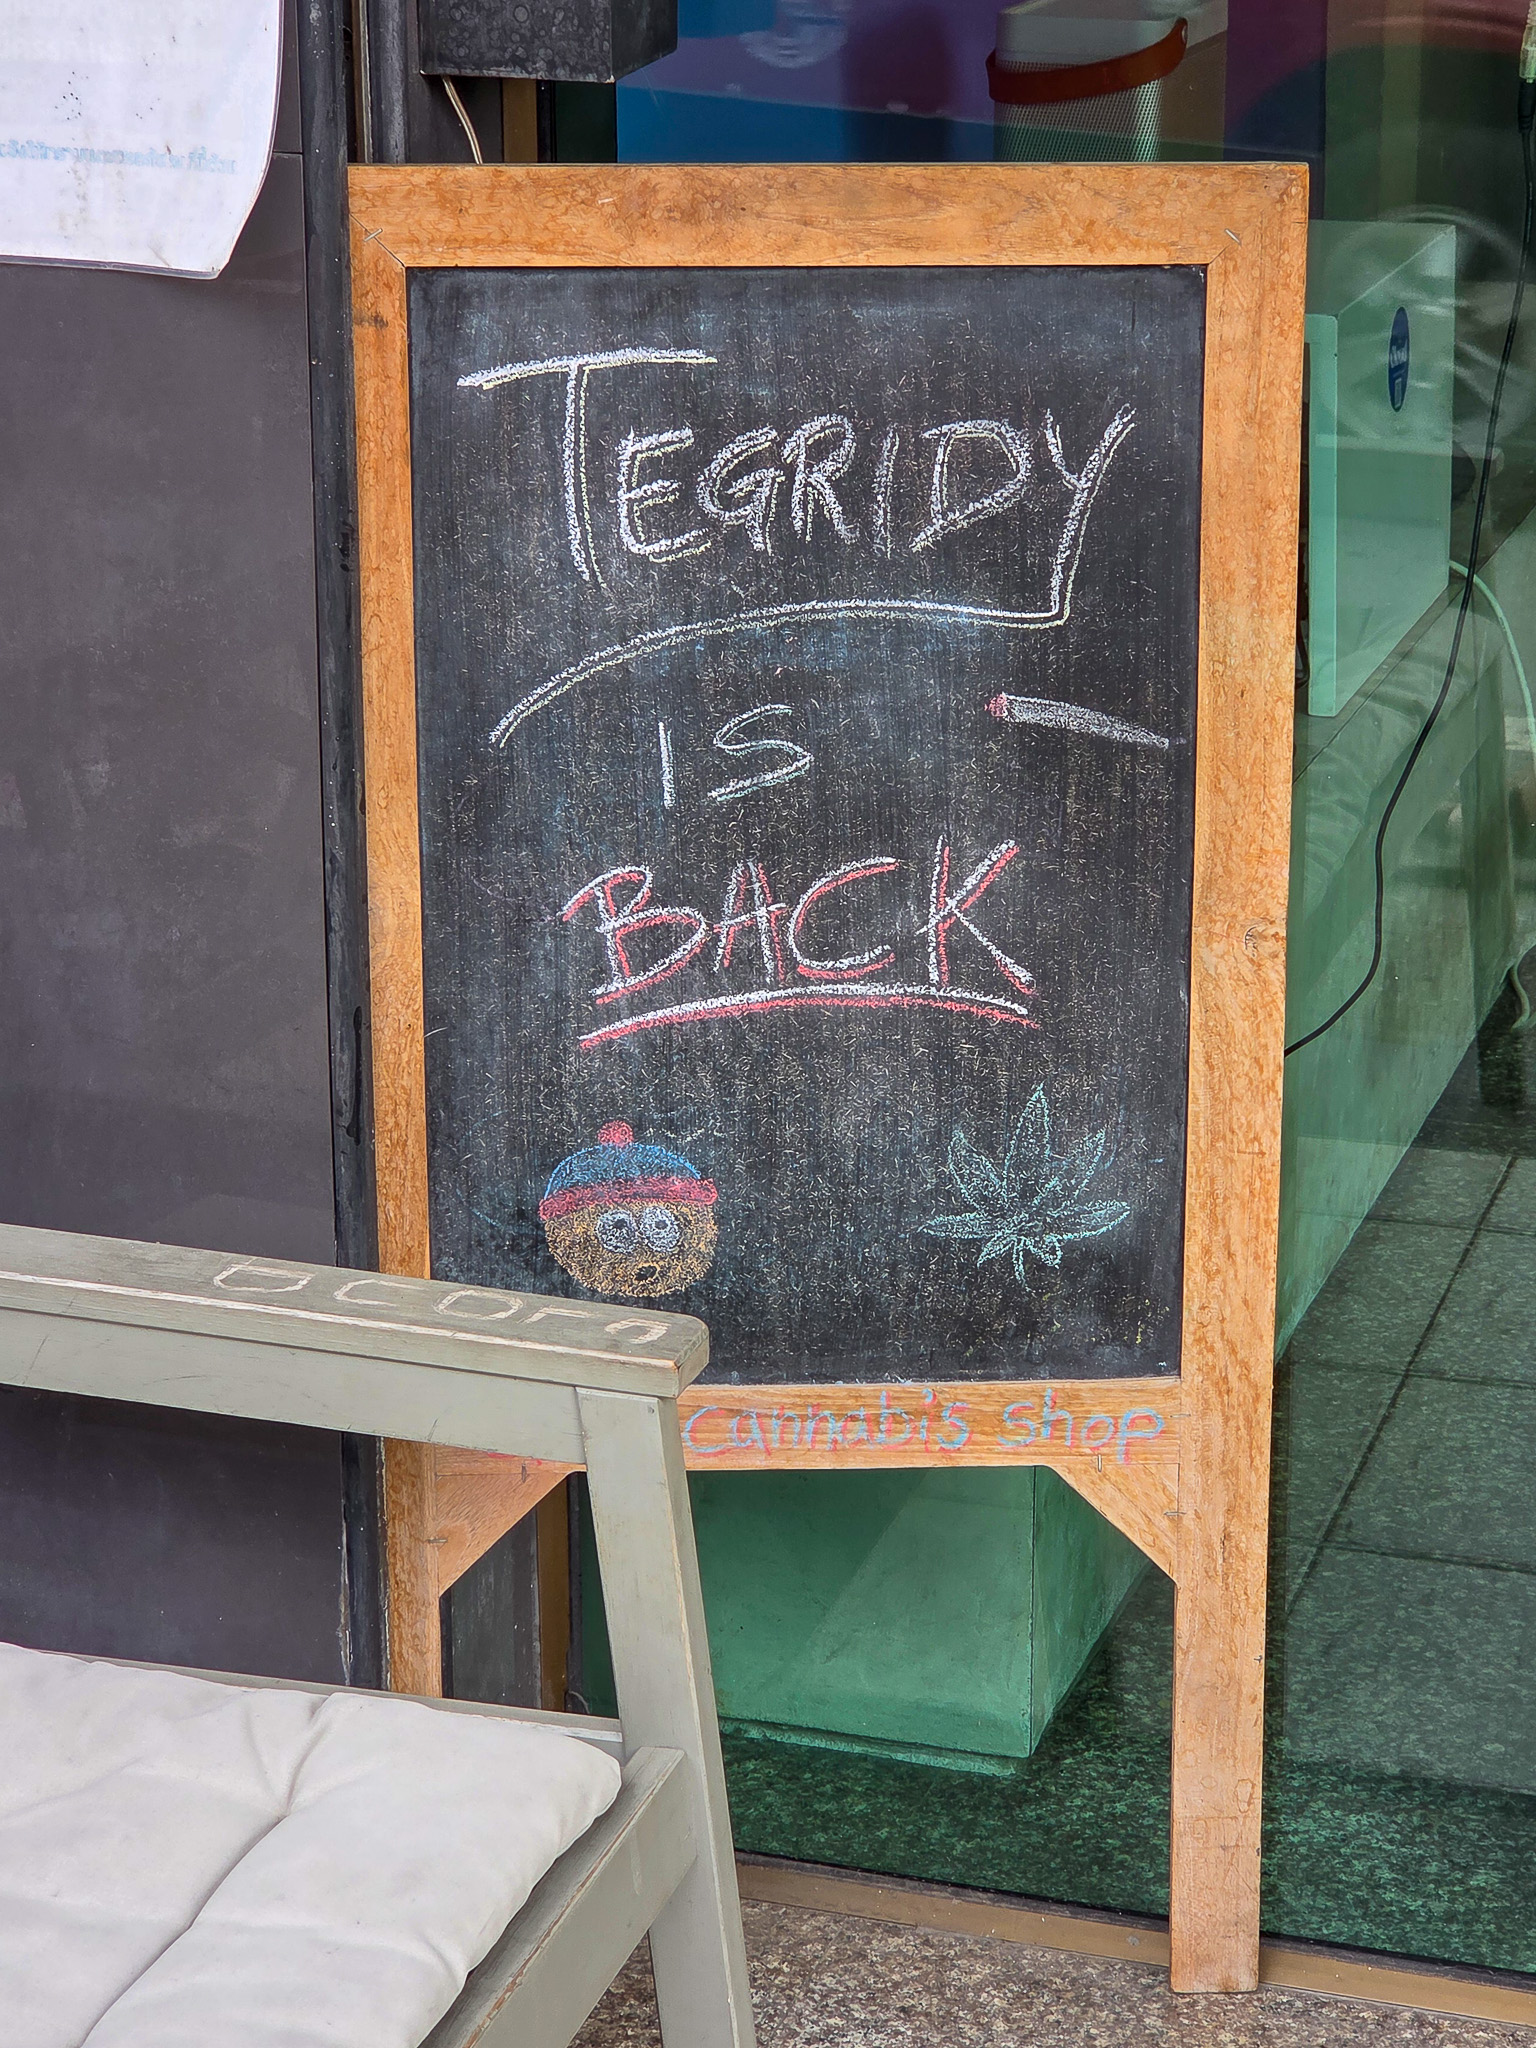 TEGRIDY
IS
BACK
cannabis shop